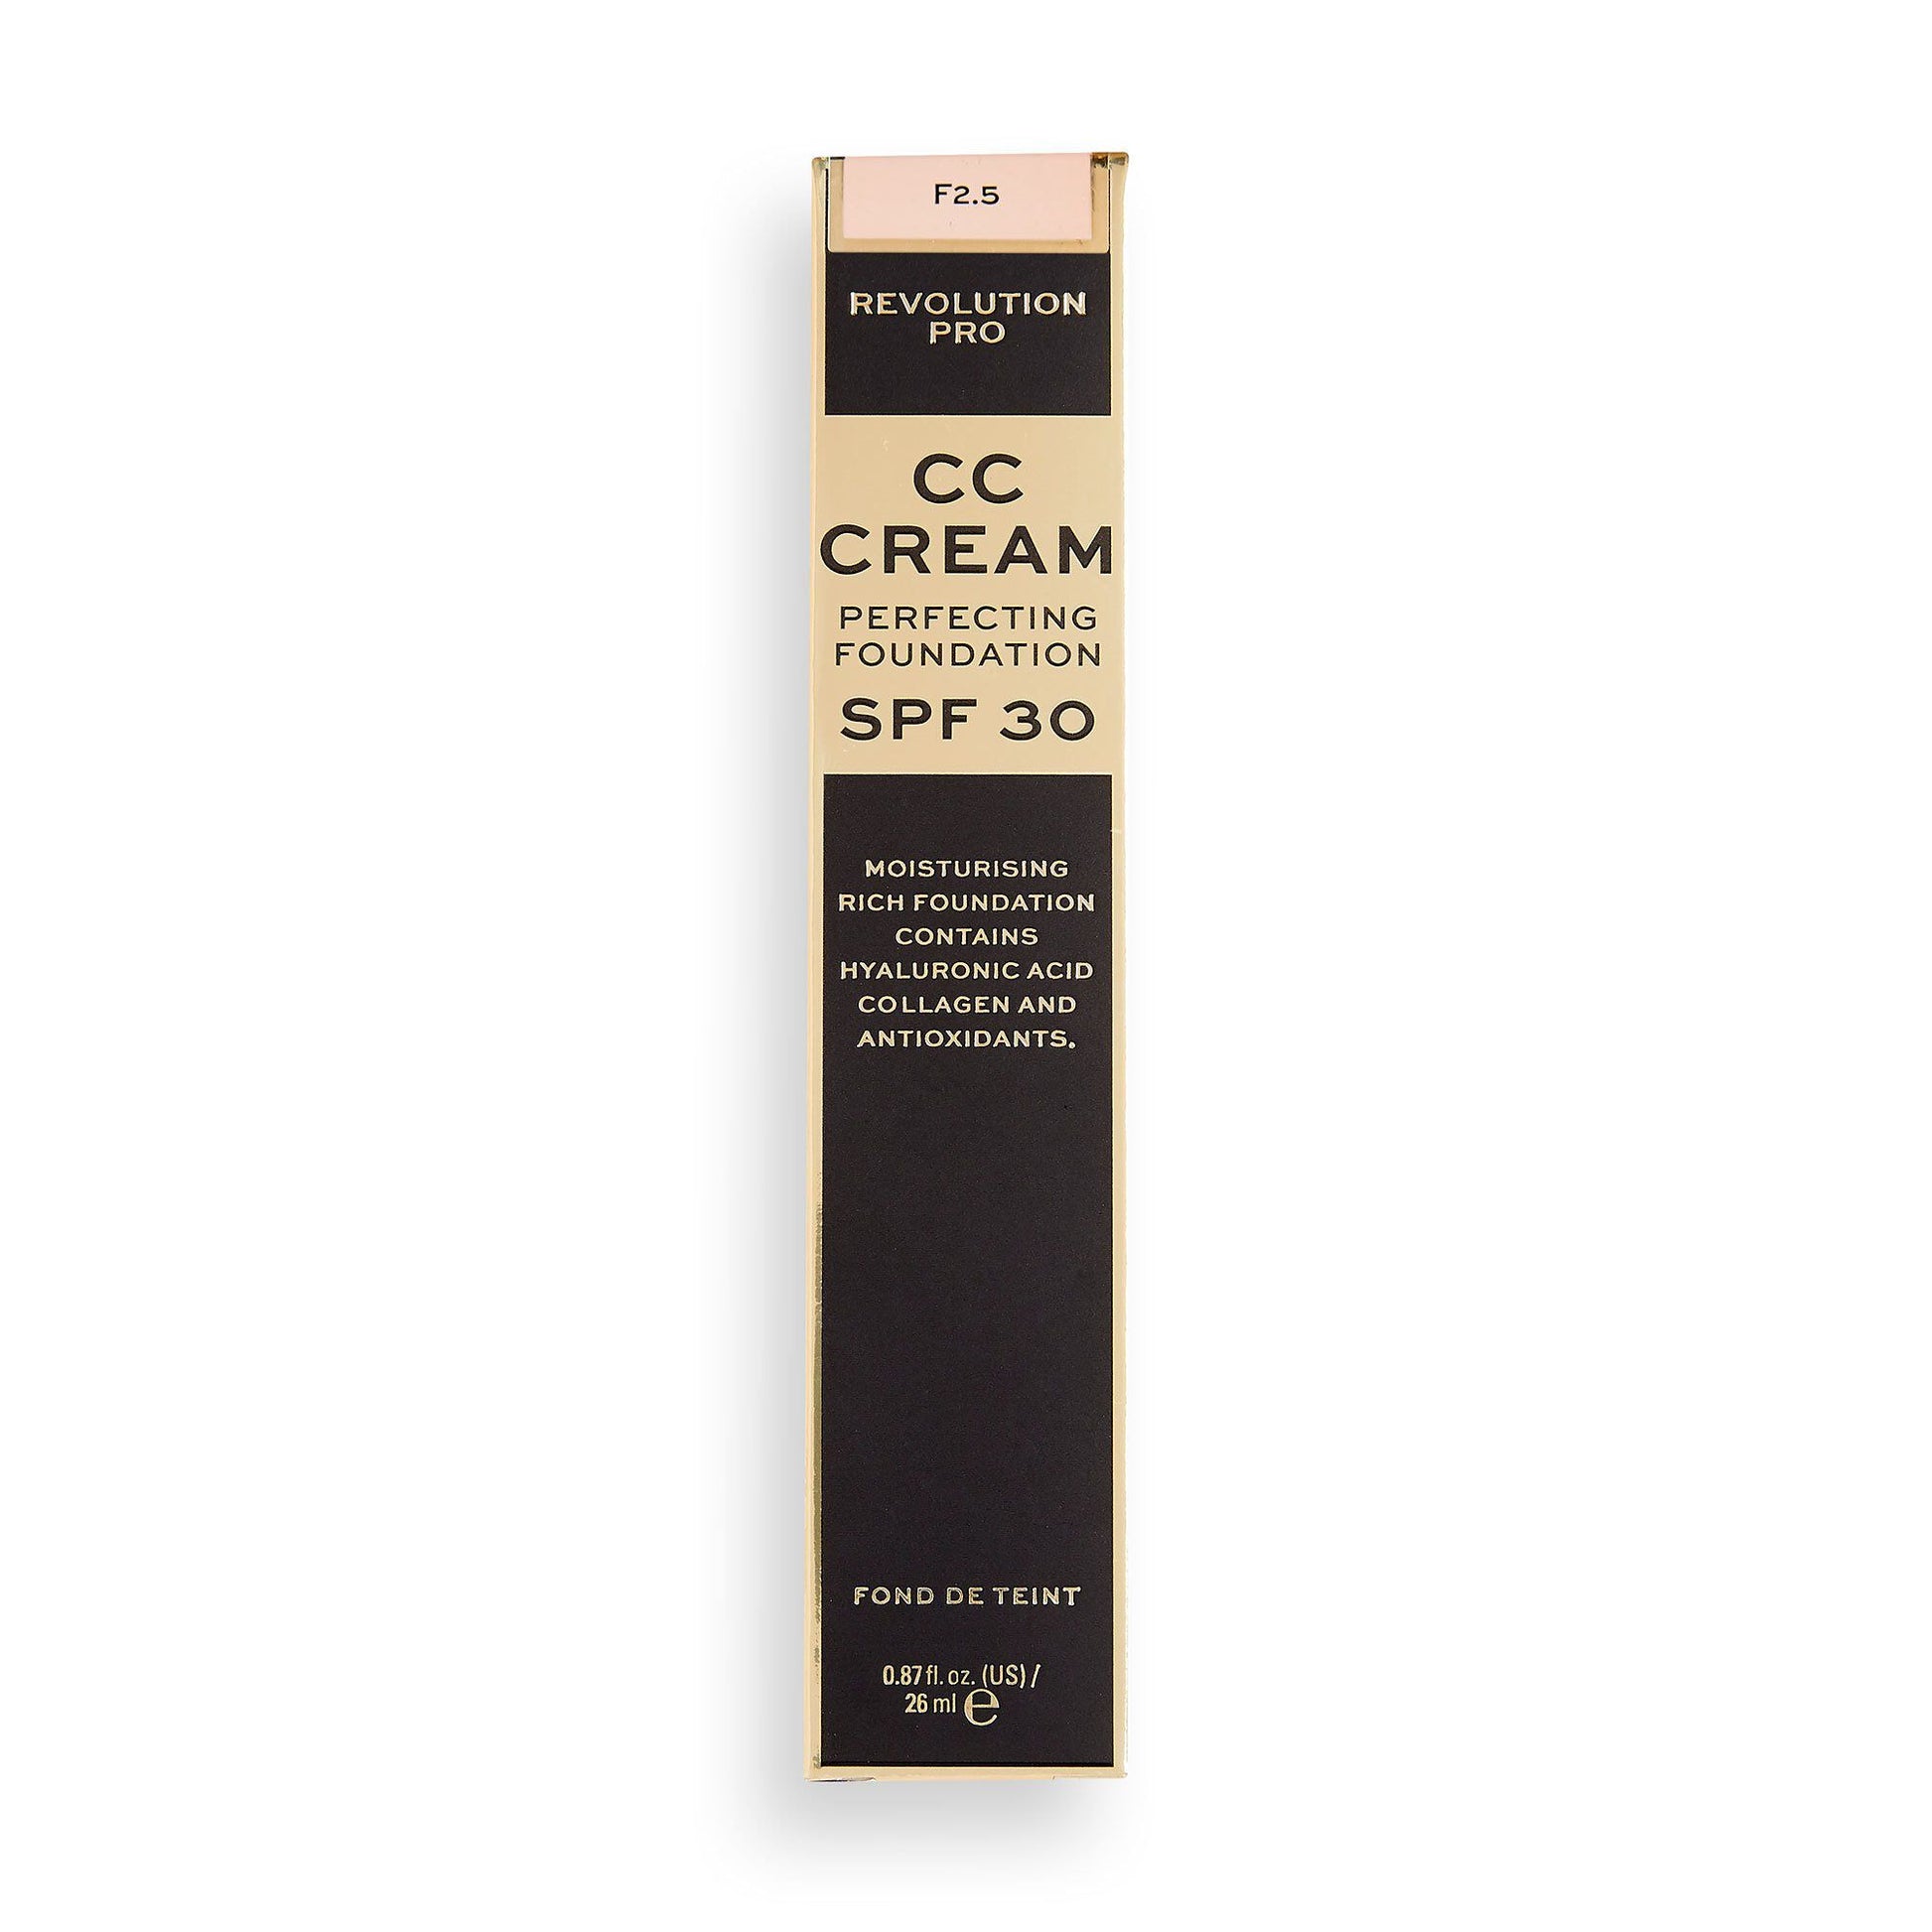 F2.5
REVOLUTION
PRO
CC
CREAM
PERFECTING
FOUNDATION
SPF 30
MOISTURISING
RICH FOUNDATION
CONTAINS
HYALURONIC ACID
COLLAGEN AND
ANTIOXIDANTS.
FOND DE TEINT
0.87 fl. oz. (US) /
26 ml ℮